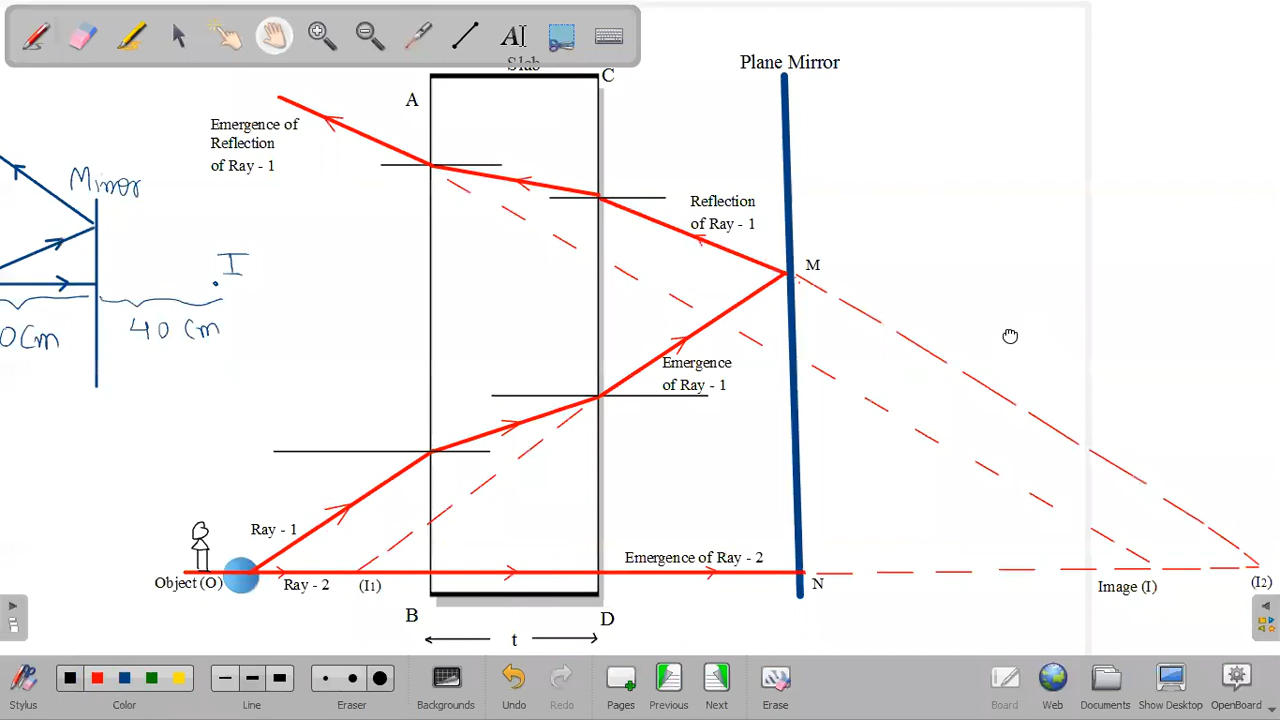 AI
Slab
Plane Mirror
A
C
Emergence of
Reflection
of Ray - 1
Mirror
I
0Cm
40 Cm
Reflection
of Ray - 1
M
Emergence
of Ray - 1
Ray - 1
Emergence of Ray - 2
Object (O)
Ray - 2
(I1)
N
Image (I)
(I2)
B
D
t
Stylus
Color
Line
Eraser
Backgrounds
Undo
Redo
Pages
Previous
Next
Erase
Board
Web
Documents
Show Desktop
OpenBoard